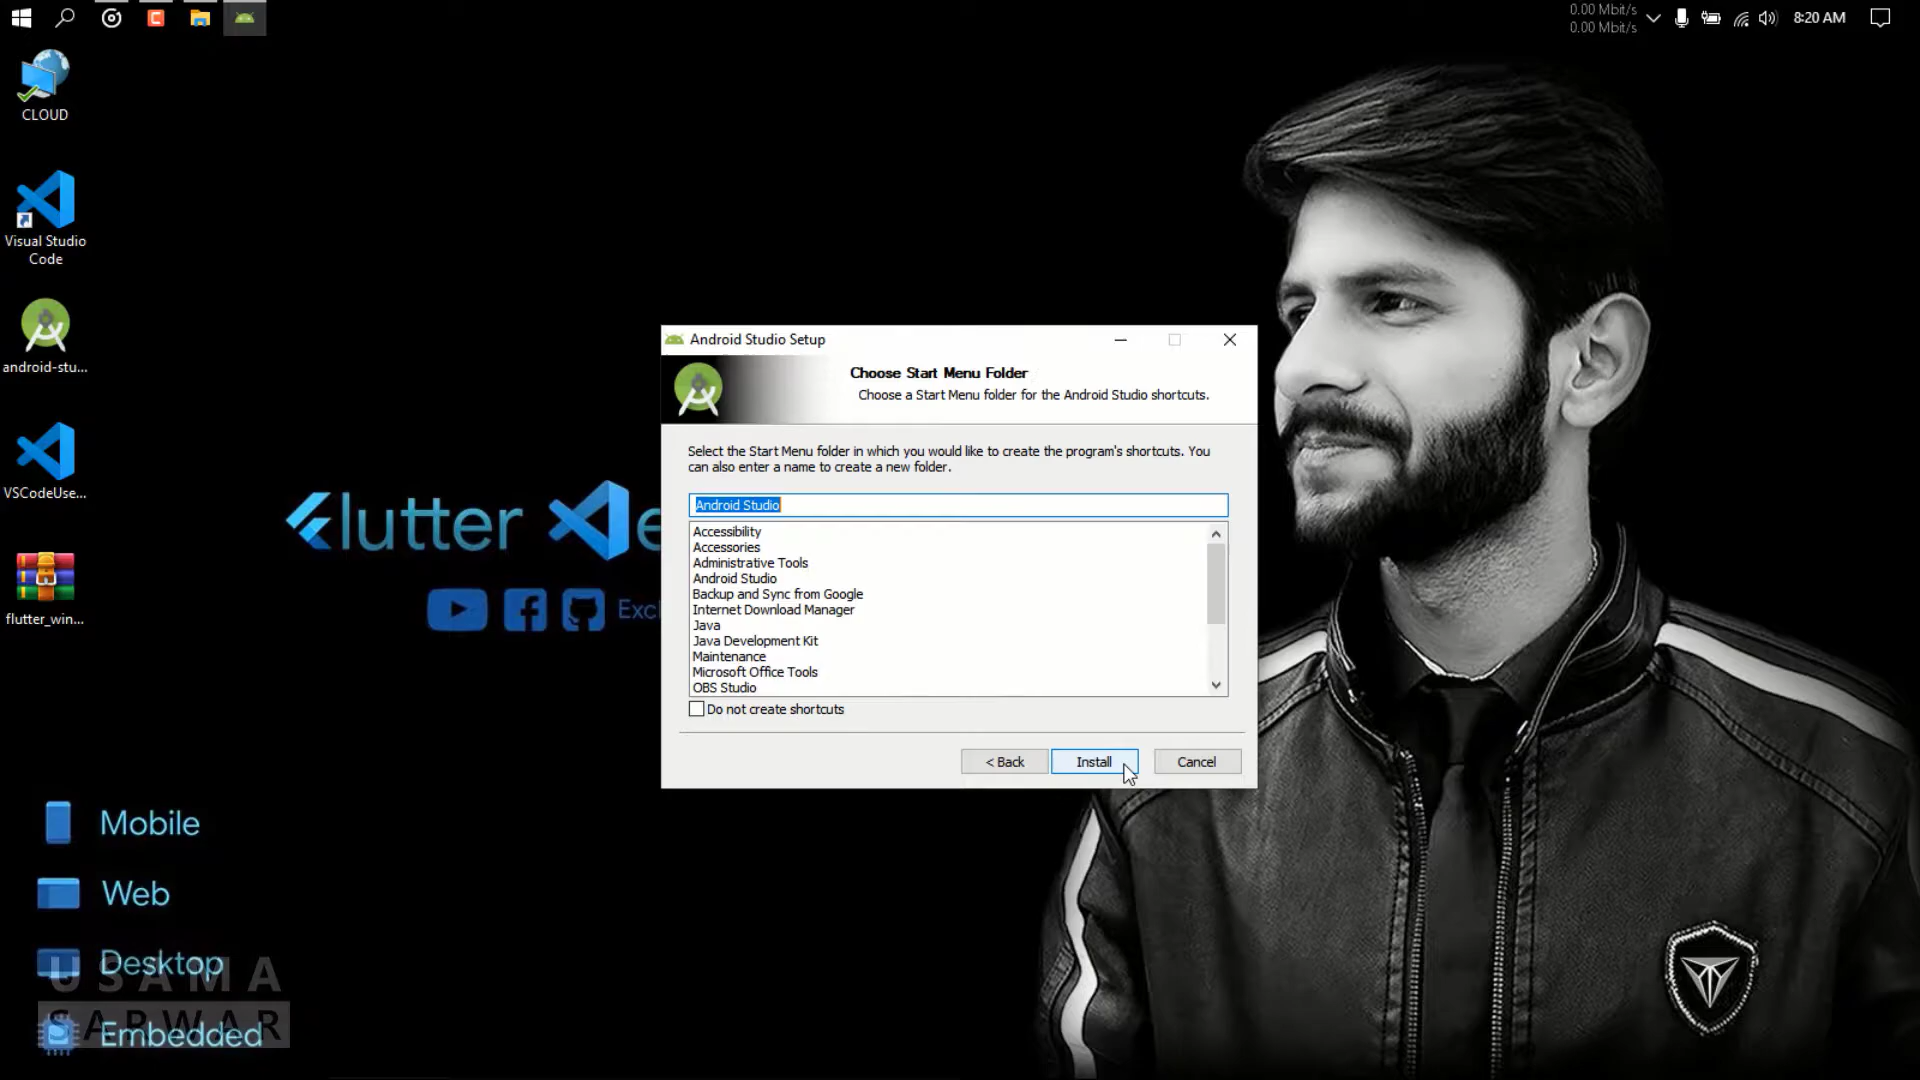 0.00 Mbit/s
0.00 Mbit/s
8:20 AM
CLOUD
Visual Studio
Code
android-stu...
VSCodeUse...
flutter_win...
Flutter
Excl
Mobile
Web
Desktop
USAMA
SARWAR
Embedded
Android Studio Setup
Choose Start Menu Folder
Choose a Start Menu folder for the Android Studio shortcuts.
Select the Start Menu folder in which you would like to create the program's shortcuts. You
can also enter a name to create a new folder.
Android Studio
Accessibility
Accessories
Administrative Tools
Android Studio
Backup and Sync from Google
Internet Download Manager
Java
Java Development Kit
Maintenance
Microsoft Office Tools
OBS Studio
Do not create shortcuts
< Back
Install
Cancel